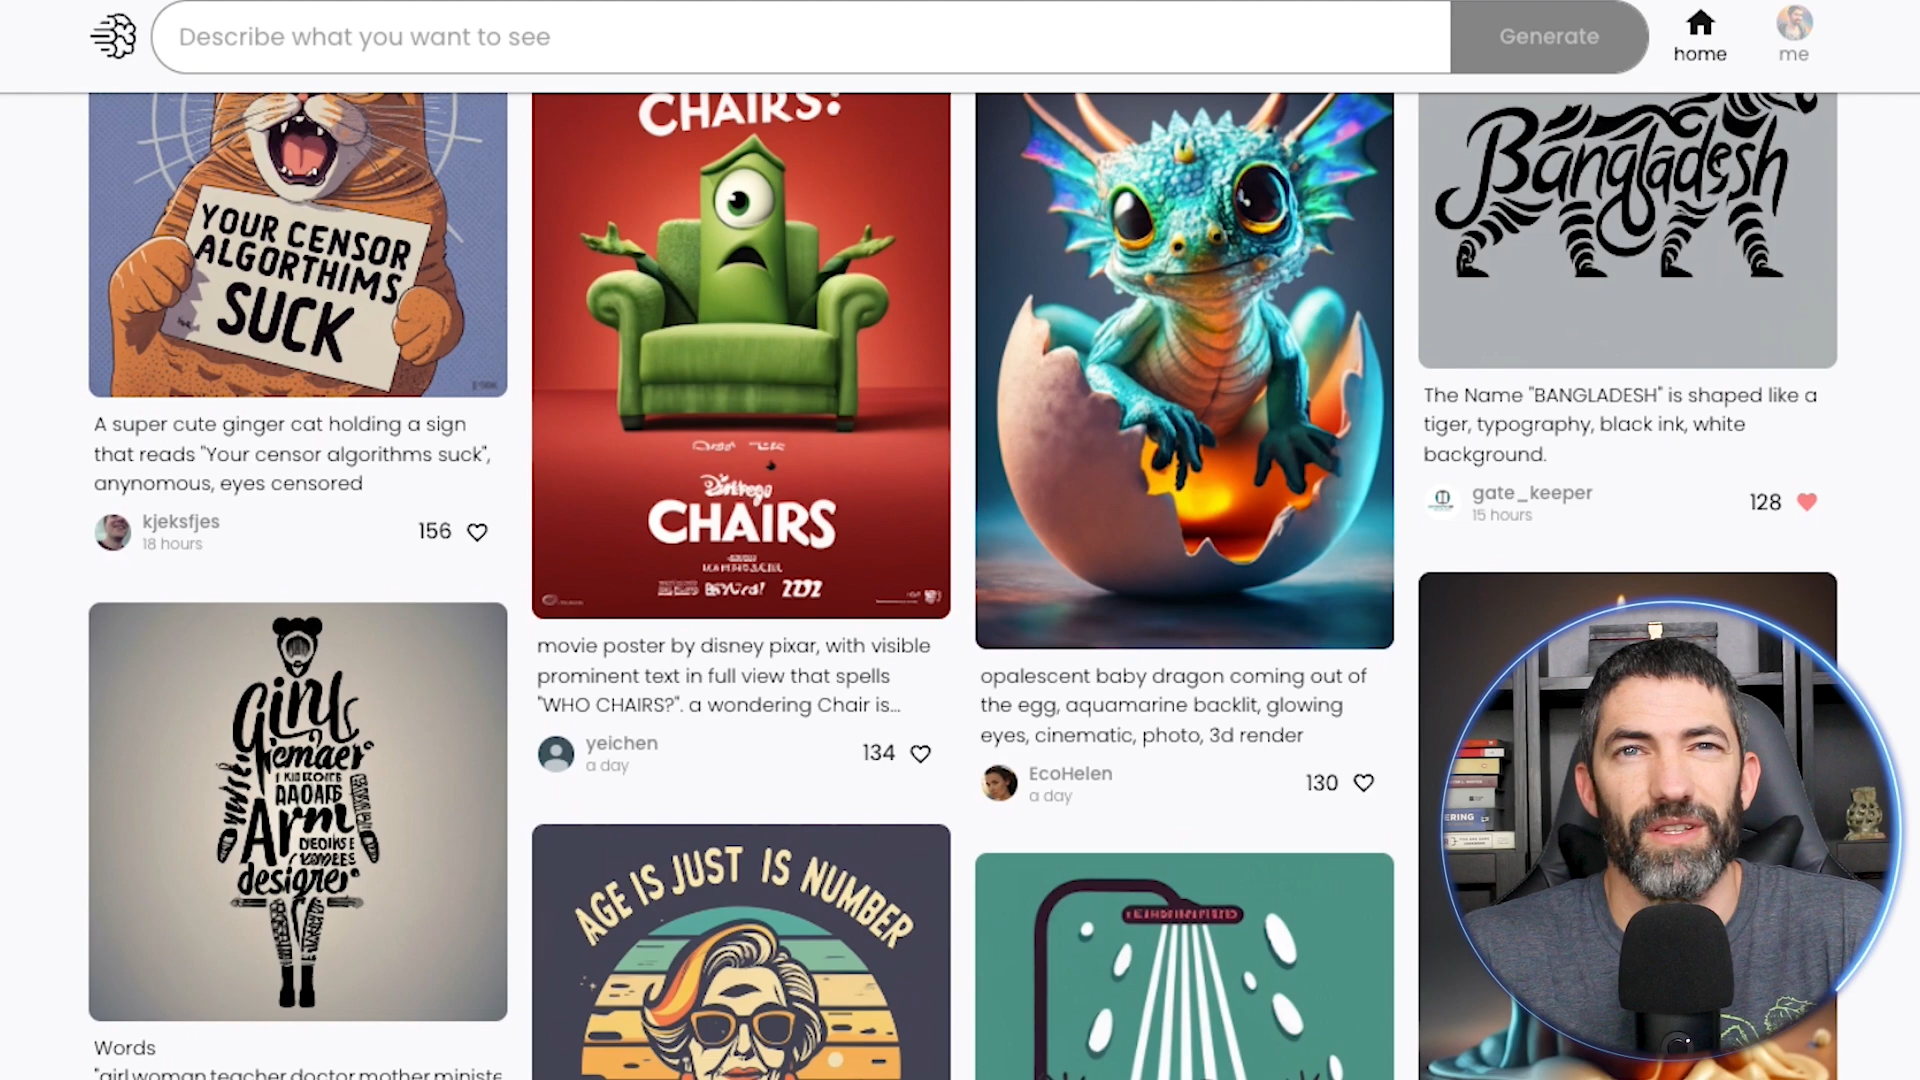 Describe what you want to see
Generate
home
me
YOUR CENSOR
ALGORTHIMS
SUCK
A super cute ginger cat holding a sign
that reads "Your censor algorithms suck",
anynomous, eyes censored
kjeksfjes
18 hours
156
Girls
Arm
designer
Words
"girl woman teacher doctor mother ministe
CHAIRS?
CHAIRS
movie poster by disney pixar, with visible
prominent text in full view that spells
"WHO CHAIRS?". a wondering Chair is...
yeichen
a day
134
AGE IS JUST IS NUMBER
opalescent baby dragon coming out of
the egg, aquamarine backlit, glowing
eyes, cinematic, photo, 3d render
EcoHelen
a day
130
Bangladesh
The Name "BANGLADESH" is shaped like a
tiger, typography, black ink, white
background.
gate_keeper
15 hours
128
ERING